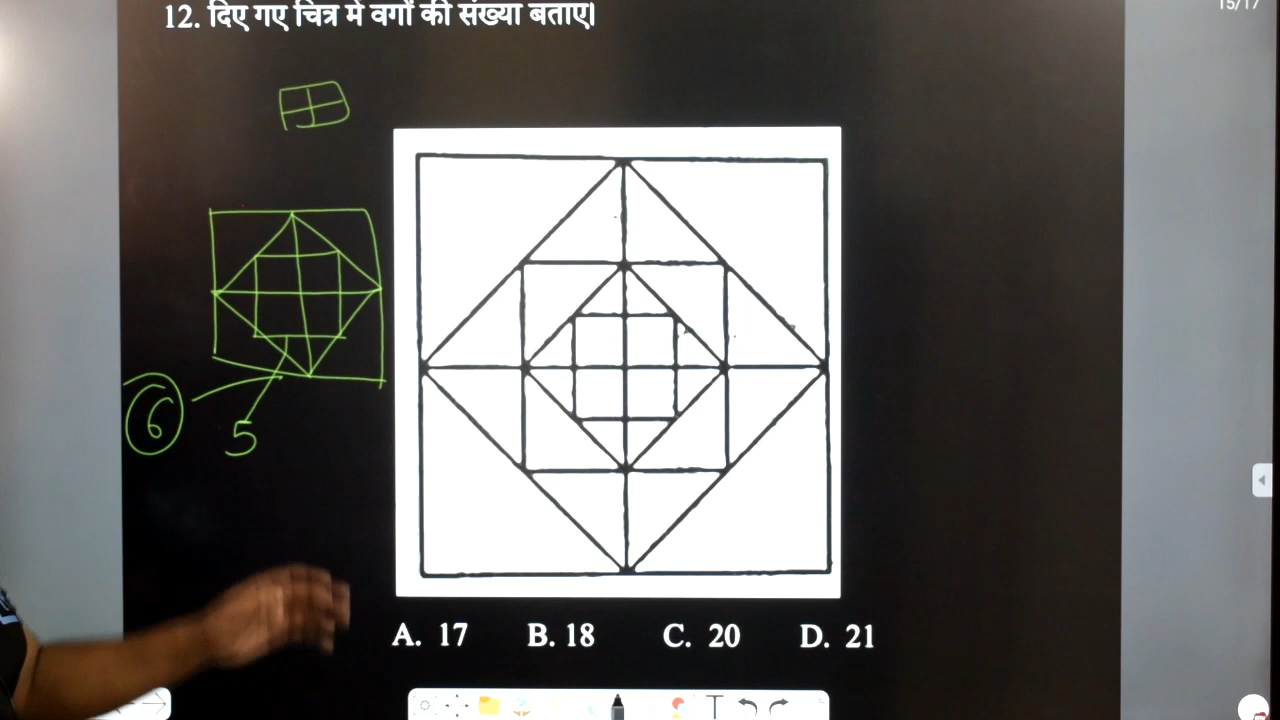 15/17
12. दिए गए चित्र में वर्गों की संख्या बताए।
6
5
A. 17 B. 18 C. 20 D. 21